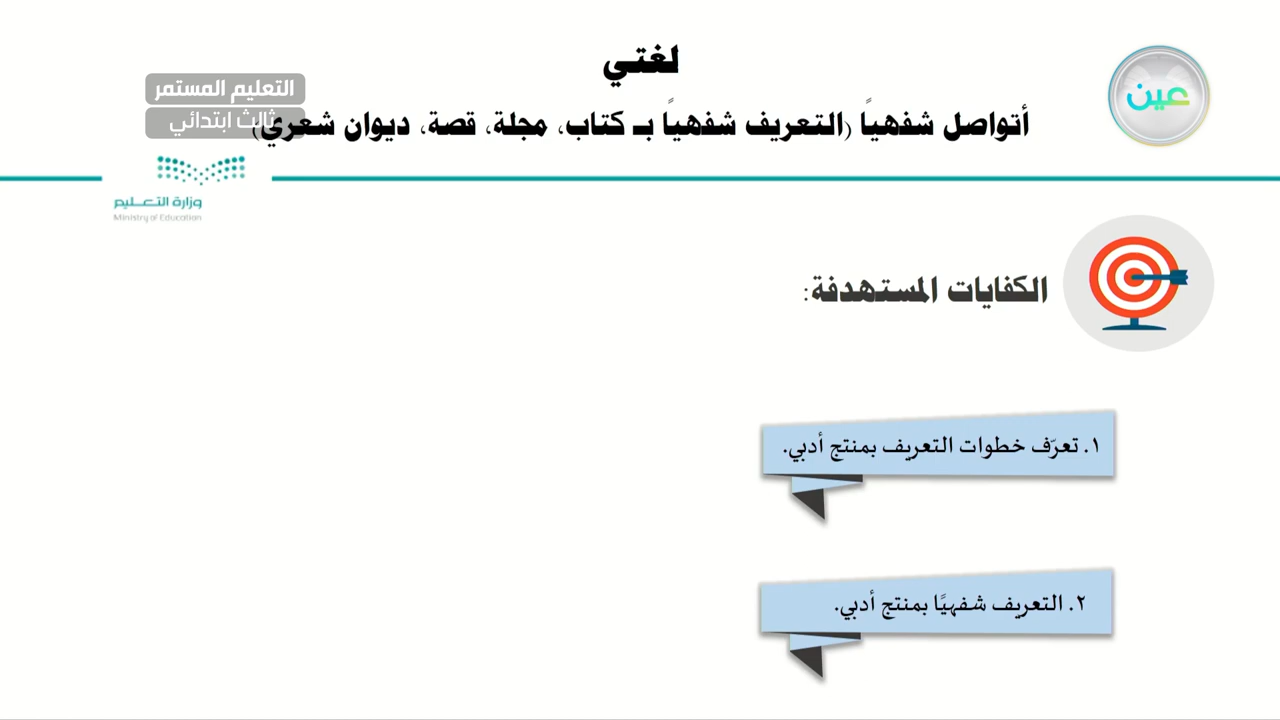 لغتي
أتواصل شفهياً (التعريف شفهياً بـ كتاب، مجلة، قصة، ديوان شعري)
التعليم المستمر
ثالث ابتدائي
عين
وزارة التعـــليم
Ministry of Education
الكفايات المستهدفة:
١. تعرّف خطوات التعريف بمنتج أدبي.
٢. التعريف شفهيًا بمنتج أدبي.